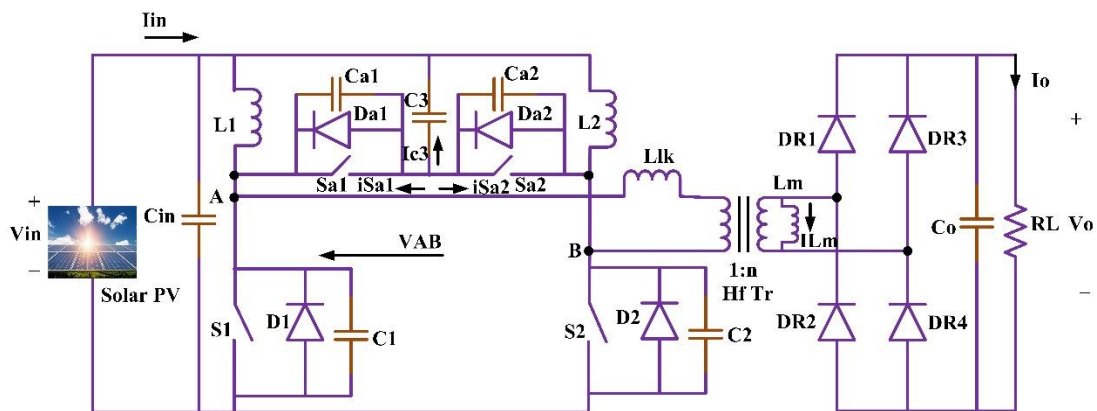 Iin
Ca1
Ca2
C3
Io
L1
Da1
Da2
L2
DR1
DR3
+
Ic3
Llk
Sa1
iSa1
iSa2
Sa2
Lm
+
A
Vin
Cin
ILm
Co
RL
Vo
B
–
VAB
1:n
Solar PV
Hf Tr
–
S1
D1
C1
S2
D2
C2
DR2
DR4